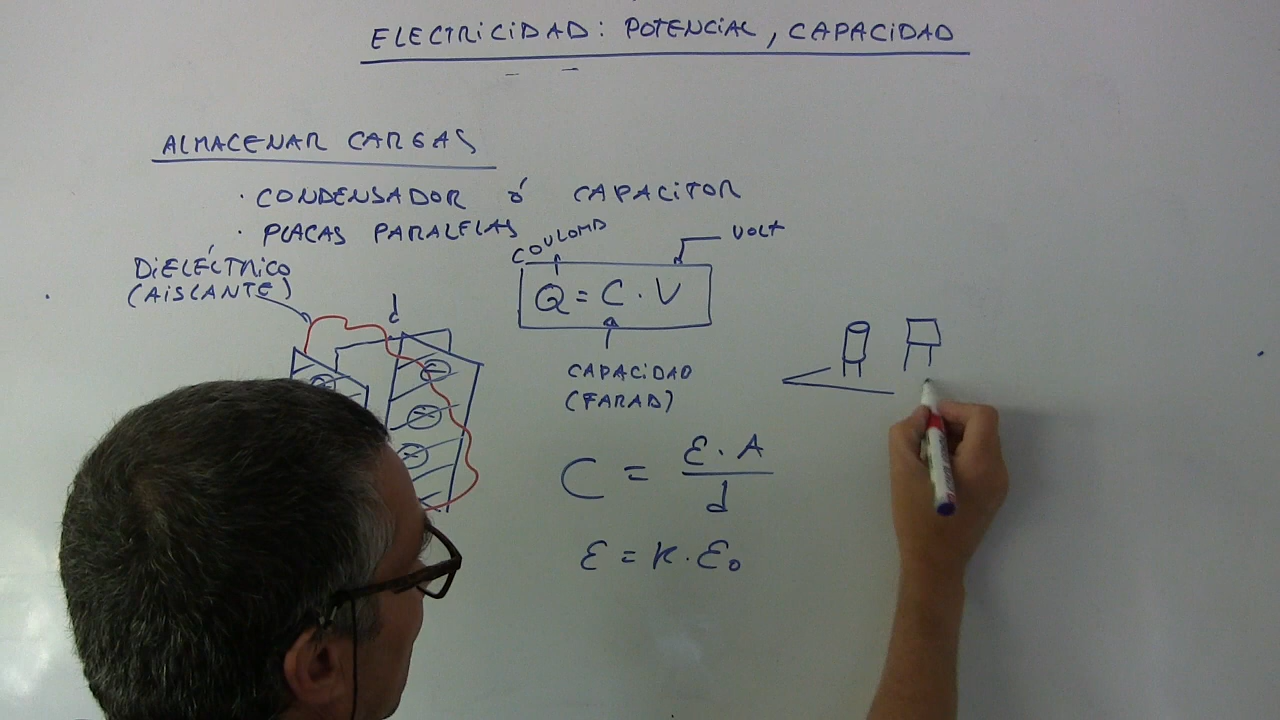 ELECTRICIDAD: POTENCIAL, CAPACIDAD
ALMACENAR CARGAS
· CONDENSADOR ó CAPACITOR
· PLACAS PARALELAS
COULOMB
VOLT
DIELÉCTRICO
(AISLANTE)
d
Q = C · V
CAPACIDAD
(FARAD)
C = ε · A / d
ε = K · ε₀